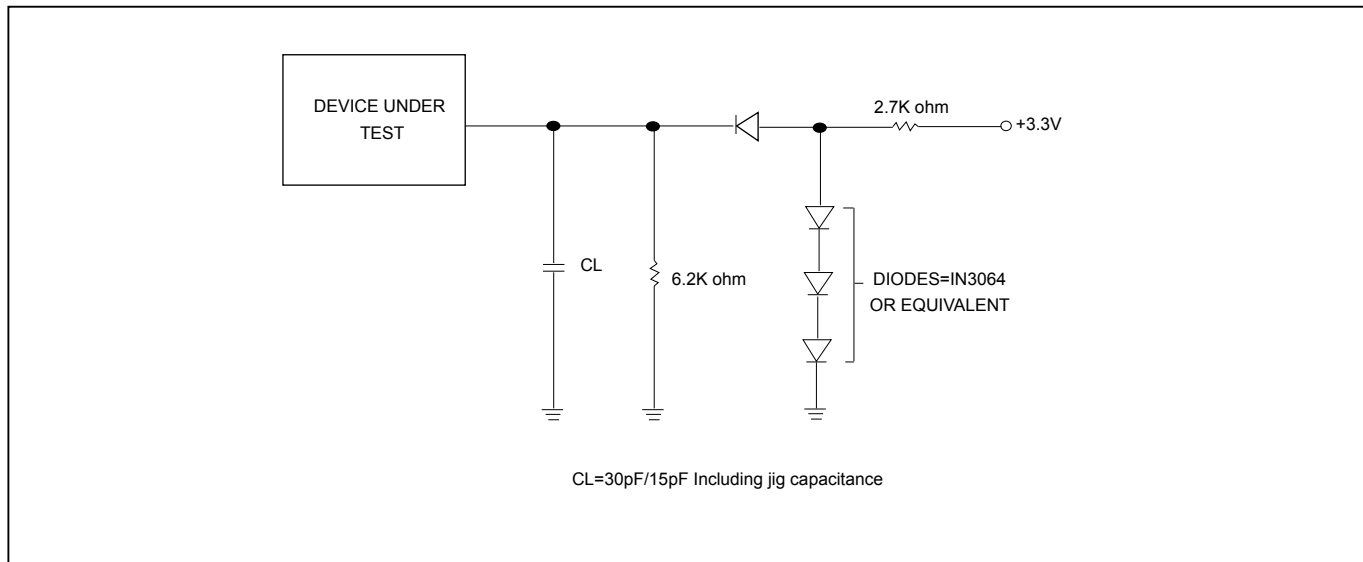 DEVICE UNDER
TEST
2.7K ohm
+3.3V
CL
6.2K ohm
DIODES=IN3064
OR EQUIVALENT
CL=30pF/15pF Including jig capacitance